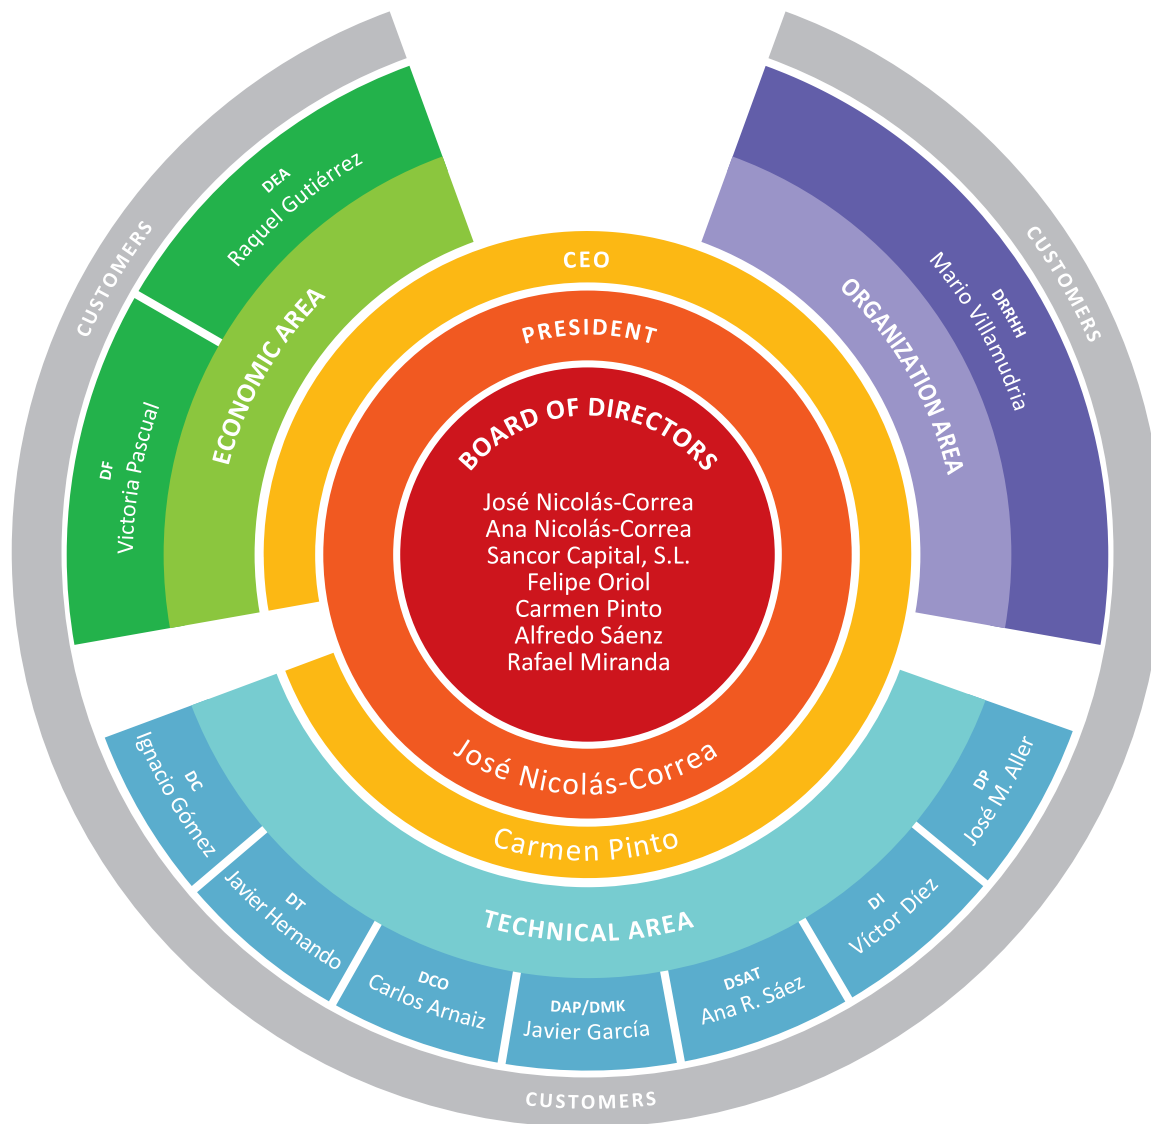 CUSTOMERS
DEA
Raquel Gutiérrez
DF
Victoria Pascual
ECONOMIC AREA
CEO
PRESIDENT
BOARD OF DIRECTORS
José Nicolás-Correa
Ana Nicolás-Correa
Sancor Capital, S.L.
Felipe Oriol
Carmen Pinto
Alfredo Sáenz
Rafael Miranda
José Nicolás-Correa
Carmen Pinto
ORGANIZATION AREA
DRRHH
Mario Villamudria
CUSTOMERS
TECHNICAL AREA
DC
Ignacio Gómez
DT
Javier Hernando
DCO
Carlos Arnaiz
DAP/DMK
Javier García
DSAT
Ana R. Sáez
DI
Víctor Díez
DP
José M. Aller
CUSTOMERS